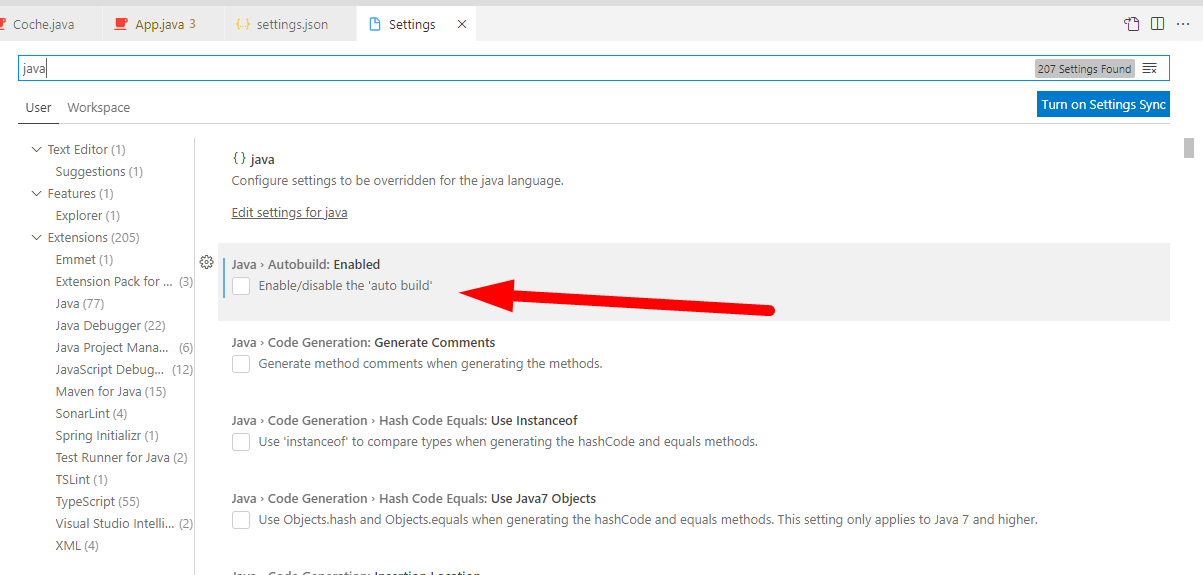 Coche.java
App.java 3
settings.json
Settings
java
207 Settings Found
User
Workspace
Turn on Settings Sync
Text Editor (1)
Suggestions (1)
Features (1)
Explorer (1)
Extensions (205)
Emmet (1)
Extension Pack for ... (3)
Java (77)
Java Debugger (22)
Java Project Mana... (6)
JavaScript Debug... (12)
Maven for Java (15)
SonarLint (4)
Spring Initializr (1)
Test Runner for Java (2)
TSLint (1)
TypeScript (55)
Visual Studio Intelli... (2)
XML (4)
{} java
Configure settings to be overridden for the java language.
Edit settings for java
Java › Autobuild: Enabled
Enable/disable the 'auto build'
Java › Code Generation: Generate Comments
Generate method comments when generating the methods.
Java › Code Generation › Hash Code Equals: Use Instanceof
Use 'instanceof' to compare types when generating the hashCode and equals methods.
Java › Code Generation › Hash Code Equals: Use Java7 Objects
Use Objects.hash and Objects.equals when generating the hashCode and equals methods. This setting only applies to Java 7 and higher.
Java › Code Generation: Insertion Location